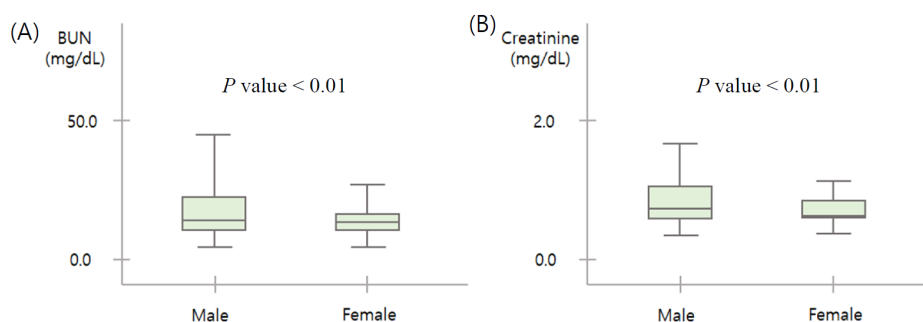 (A)
BUN
(mg/dL)
P value < 0.01
50.0
0.0
Male
Female
(B)
Creatinine
(mg/dL)
P value < 0.01
2.0
0.0
Male
Female